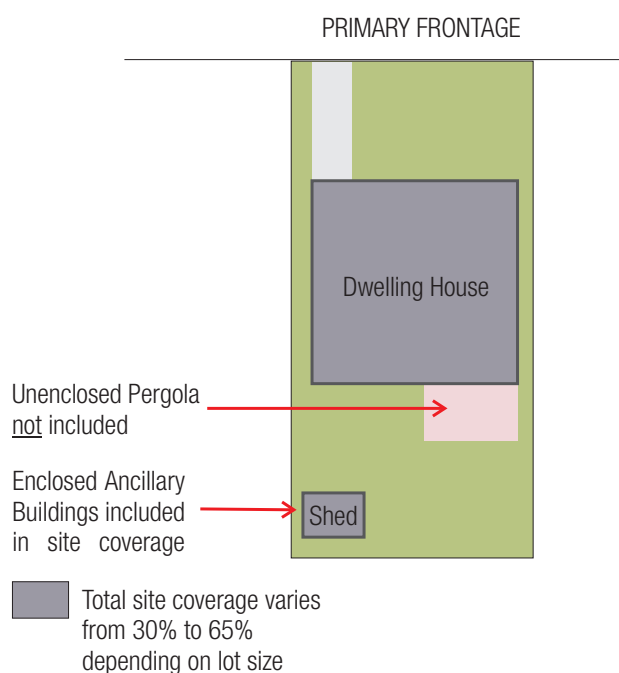 PRIMARY FRONTAGE
Dwelling House
Unenclosed Pergola
not included
Enclosed Ancillary
Buildings included
in site coverage
Shed
Total site coverage varies
from 30% to 65%
depending on lot size